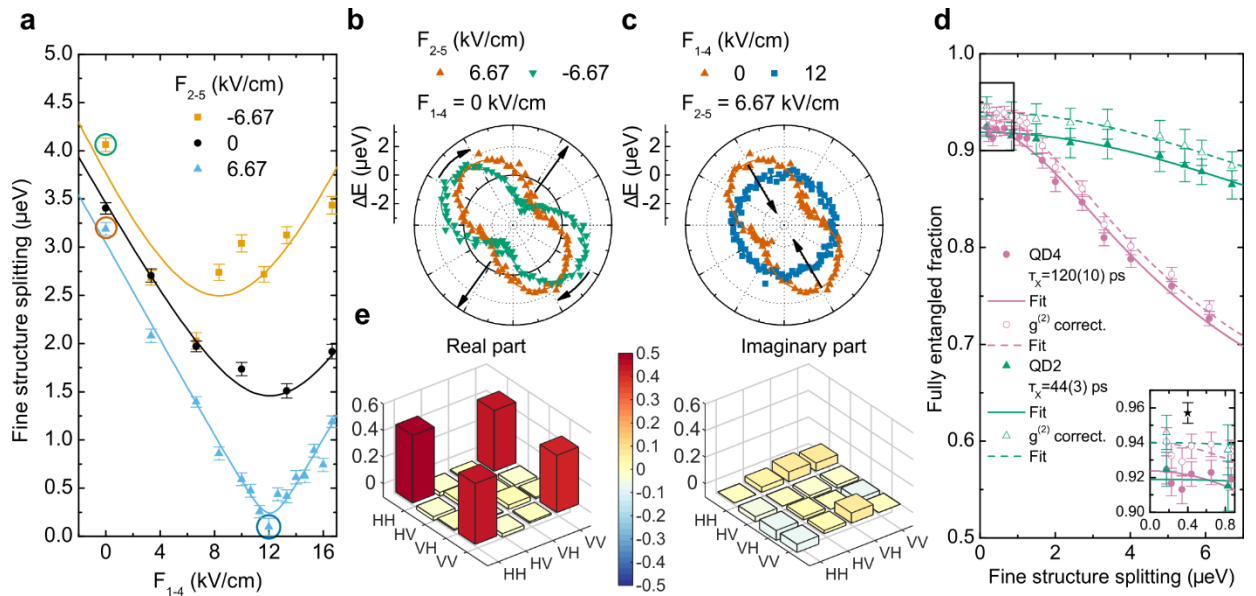 a
Fine structure splitting (µeV)
5.0
4.5
4.0
3.5
3.0
2.5
2.0
1.5
1.0
0.5
0.0
F2-5 (kV/cm)
-6.67
0
6.67
0 4 8 12 16
F1-4 (kV/cm)
b
F2-5 (kV/cm)
6.67 -6.67
F1-4 = 0 kV/cm
ΔE (µeV)
2
0
-2
c
F1-4 (kV/cm)
0 12
F2-5 = 6.67 kV/cm
ΔE (µeV)
2
0
-2
d
Fully entangled fraction
1.0
0.9
0.8
0.7
0.6
0.5
QD4
τX=120(10) ps
Fit
g(2) correct.
Fit
QD2
τX=44(3) ps
Fit
g(2) correct.
Fit
0.96
0.94
0.92
0.90
0.0 0.4 0.8
0 2 4 6
Fine structure splitting (µeV)
e
Real part
0.6
0.4
0.2
0
HH
HV
VH
VV
HH
HV
VH
VV
0.5
0.4
0.3
0.2
0.1
0
-0.1
-0.2
-0.3
-0.4
-0.5
Imaginary part
0.6
0.4
0.2
0
HH
HV
VH
VV
HH
HV
VH
VV